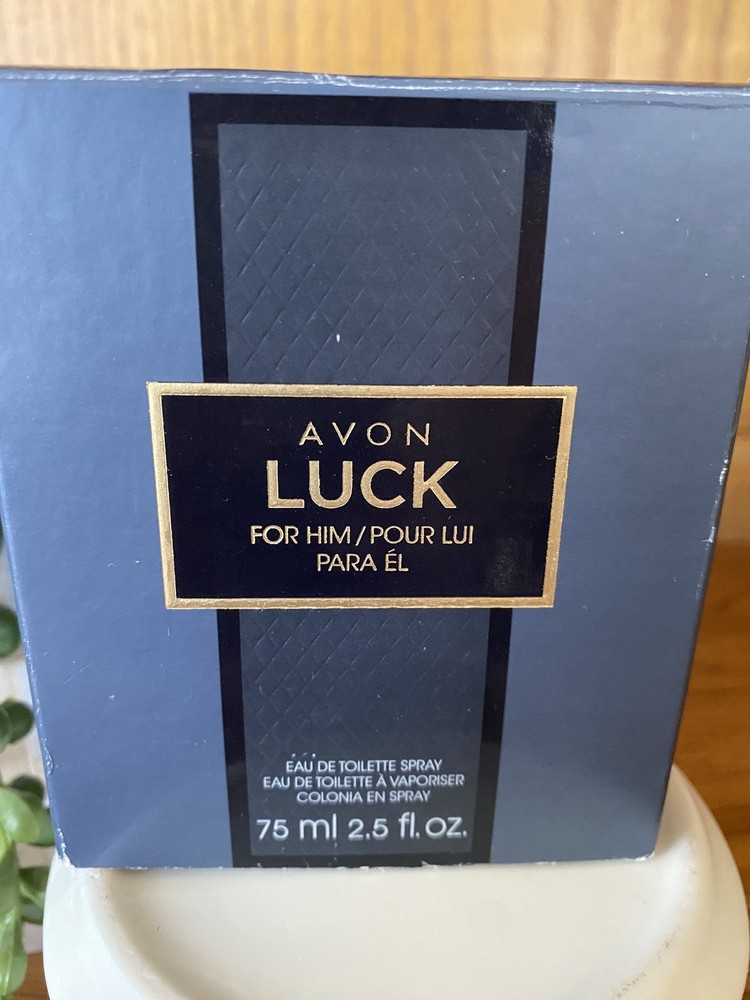 AVON
LUCK
FOR HIM/POUR LUI
PARA ÉL
EAU DE TOILETTE SPRAY
EAU DE TOILETTE À VAPORISER
COLONIA EN SPRAY
75 ml 2.5 fl. oz.